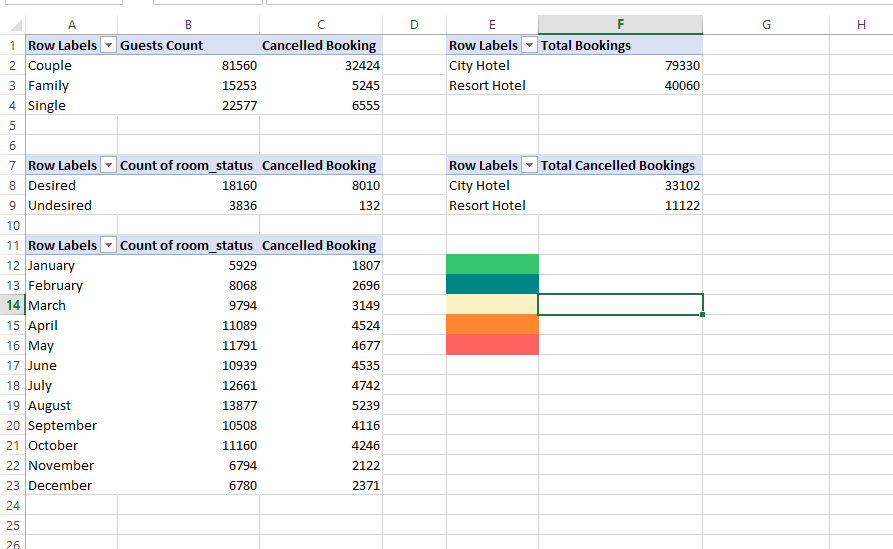 A B C D E F G H
1 Row Labels Guests Count Cancelled Booking Row Labels Total Bookings
2 Couple 81560 32424 City Hotel 79330
3 Family 15253 5245 Resort Hotel 40060
4 Single 22577 6555
5
6
7 Row Labels Count of room_status Cancelled Booking Row Labels Total Cancelled Bookings
8 Desired 18160 8010 City Hotel 33102
9 Undesired 3836 132 Resort Hotel 11122
10
11 Row Labels Count of room_status Cancelled Booking
12 January 5929 1807
13 February 8068 2696
14 March 9794 3149
15 April 11089 4524
16 May 11791 4677
17 June 10939 4535
18 July 12661 4742
19 August 13877 5239
20 September 10508 4116
21 October 11160 4246
22 November 6794 2122
23 December 6780 2371
24
25
26